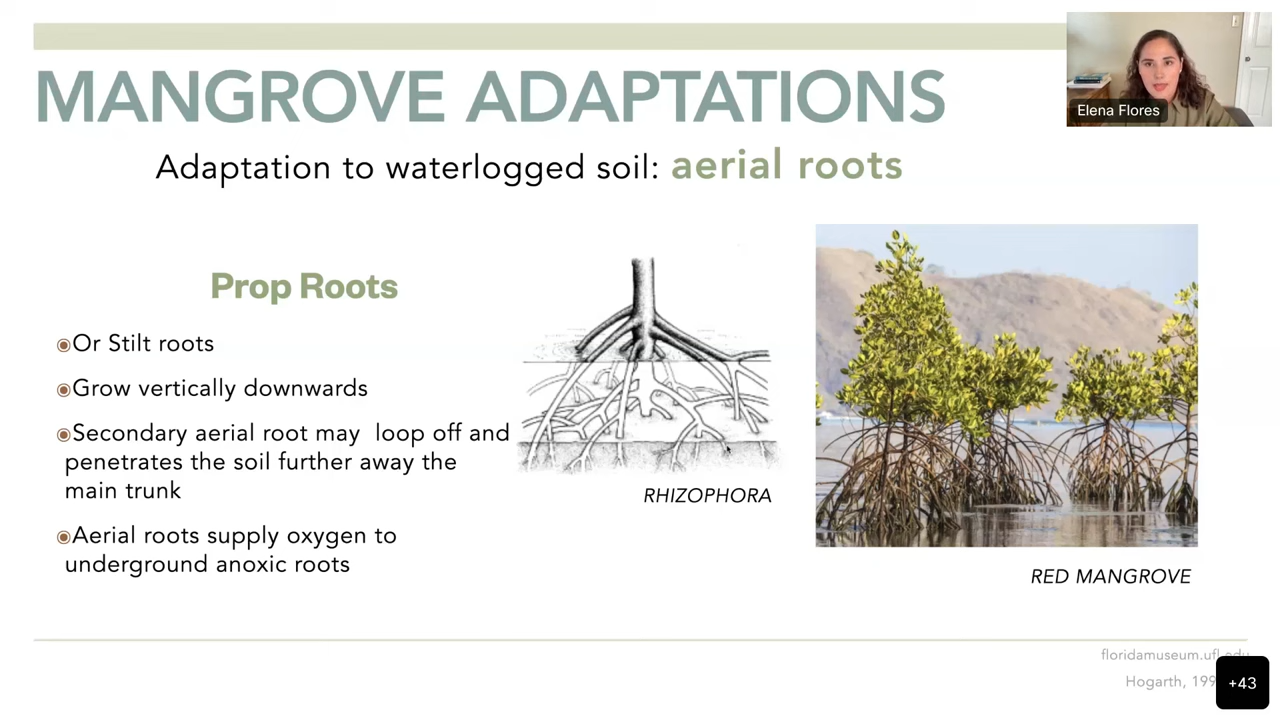 MANGROVE ADAPTATIONS
Elena Flores
Adaptation to waterlogged soil: aerial roots
Prop Roots
◉Or Stilt roots
◉Grow vertically downwards
◉Secondary aerial root may loop off and
penetrates the soil further away the
main trunk
◉Aerial roots supply oxygen to
underground anoxic roots
RHIZOPHORA
RED MANGROVE
floridamuseum.ufl.edu
Hogarth, 199
+43